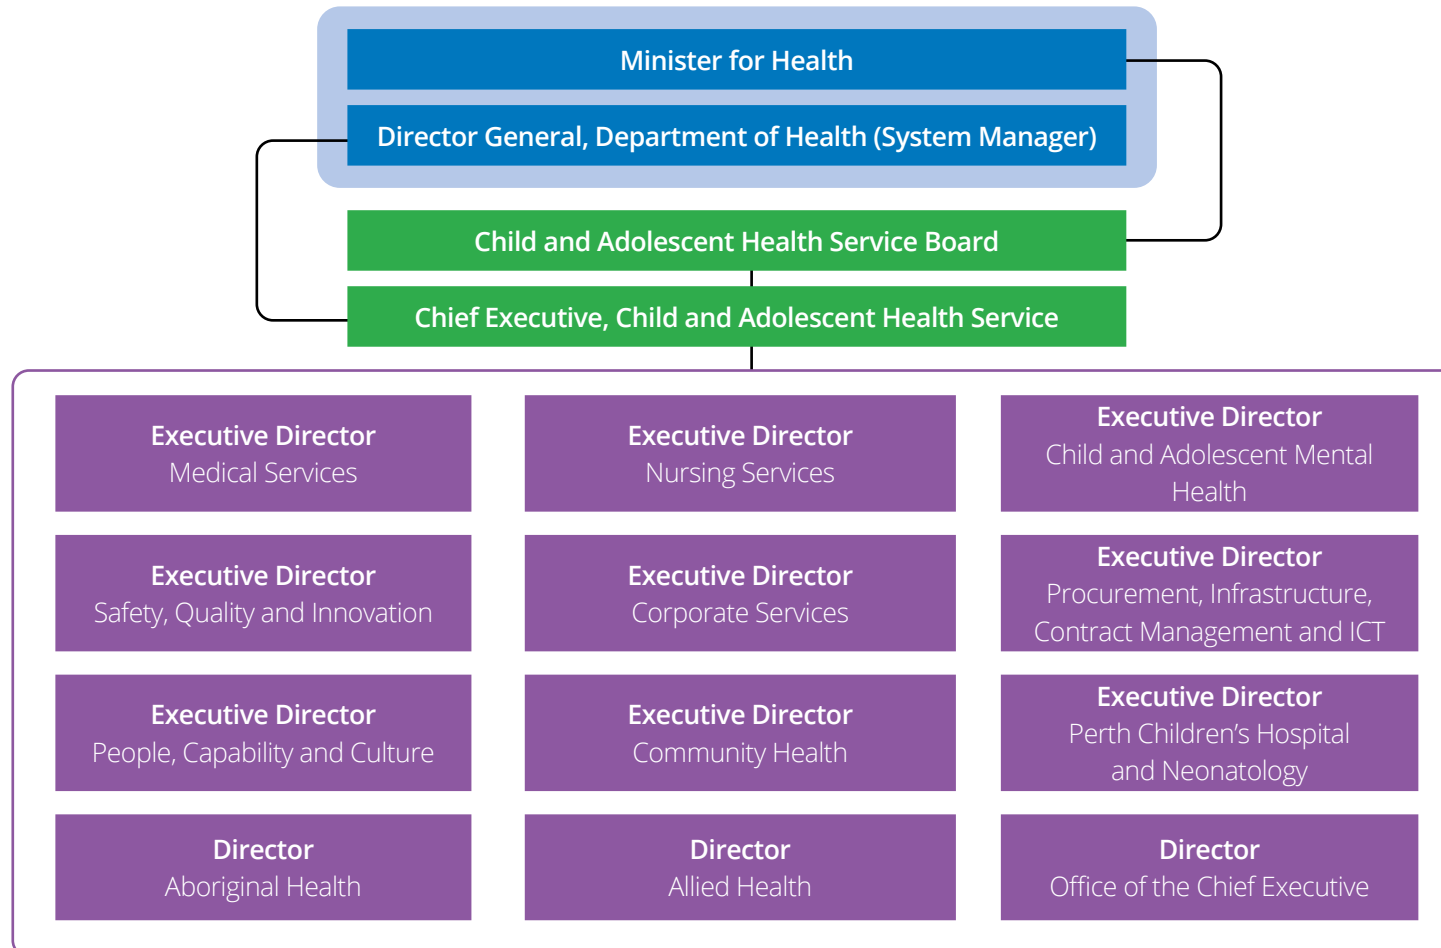 Minister for Health
Director General, Department of Health (System Manager)
Child and Adolescent Health Service Board
Chief Executive, Child and Adolescent Health Service
Executive Director
Medical Services
Executive Director
Nursing Services
Executive Director
Child and Adolescent Mental
Health
Executive Director
Safety, Quality and Innovation
Executive Director
Corporate Services
Executive Director
Procurement, Infrastructure,
Contract Management and ICT
Executive Director
People, Capability and Culture
Executive Director
Community Health
Executive Director
Perth Children’s Hospital
and Neonatology
Director
Aboriginal Health
Director
Allied Health
Director
Office of the Chief Executive